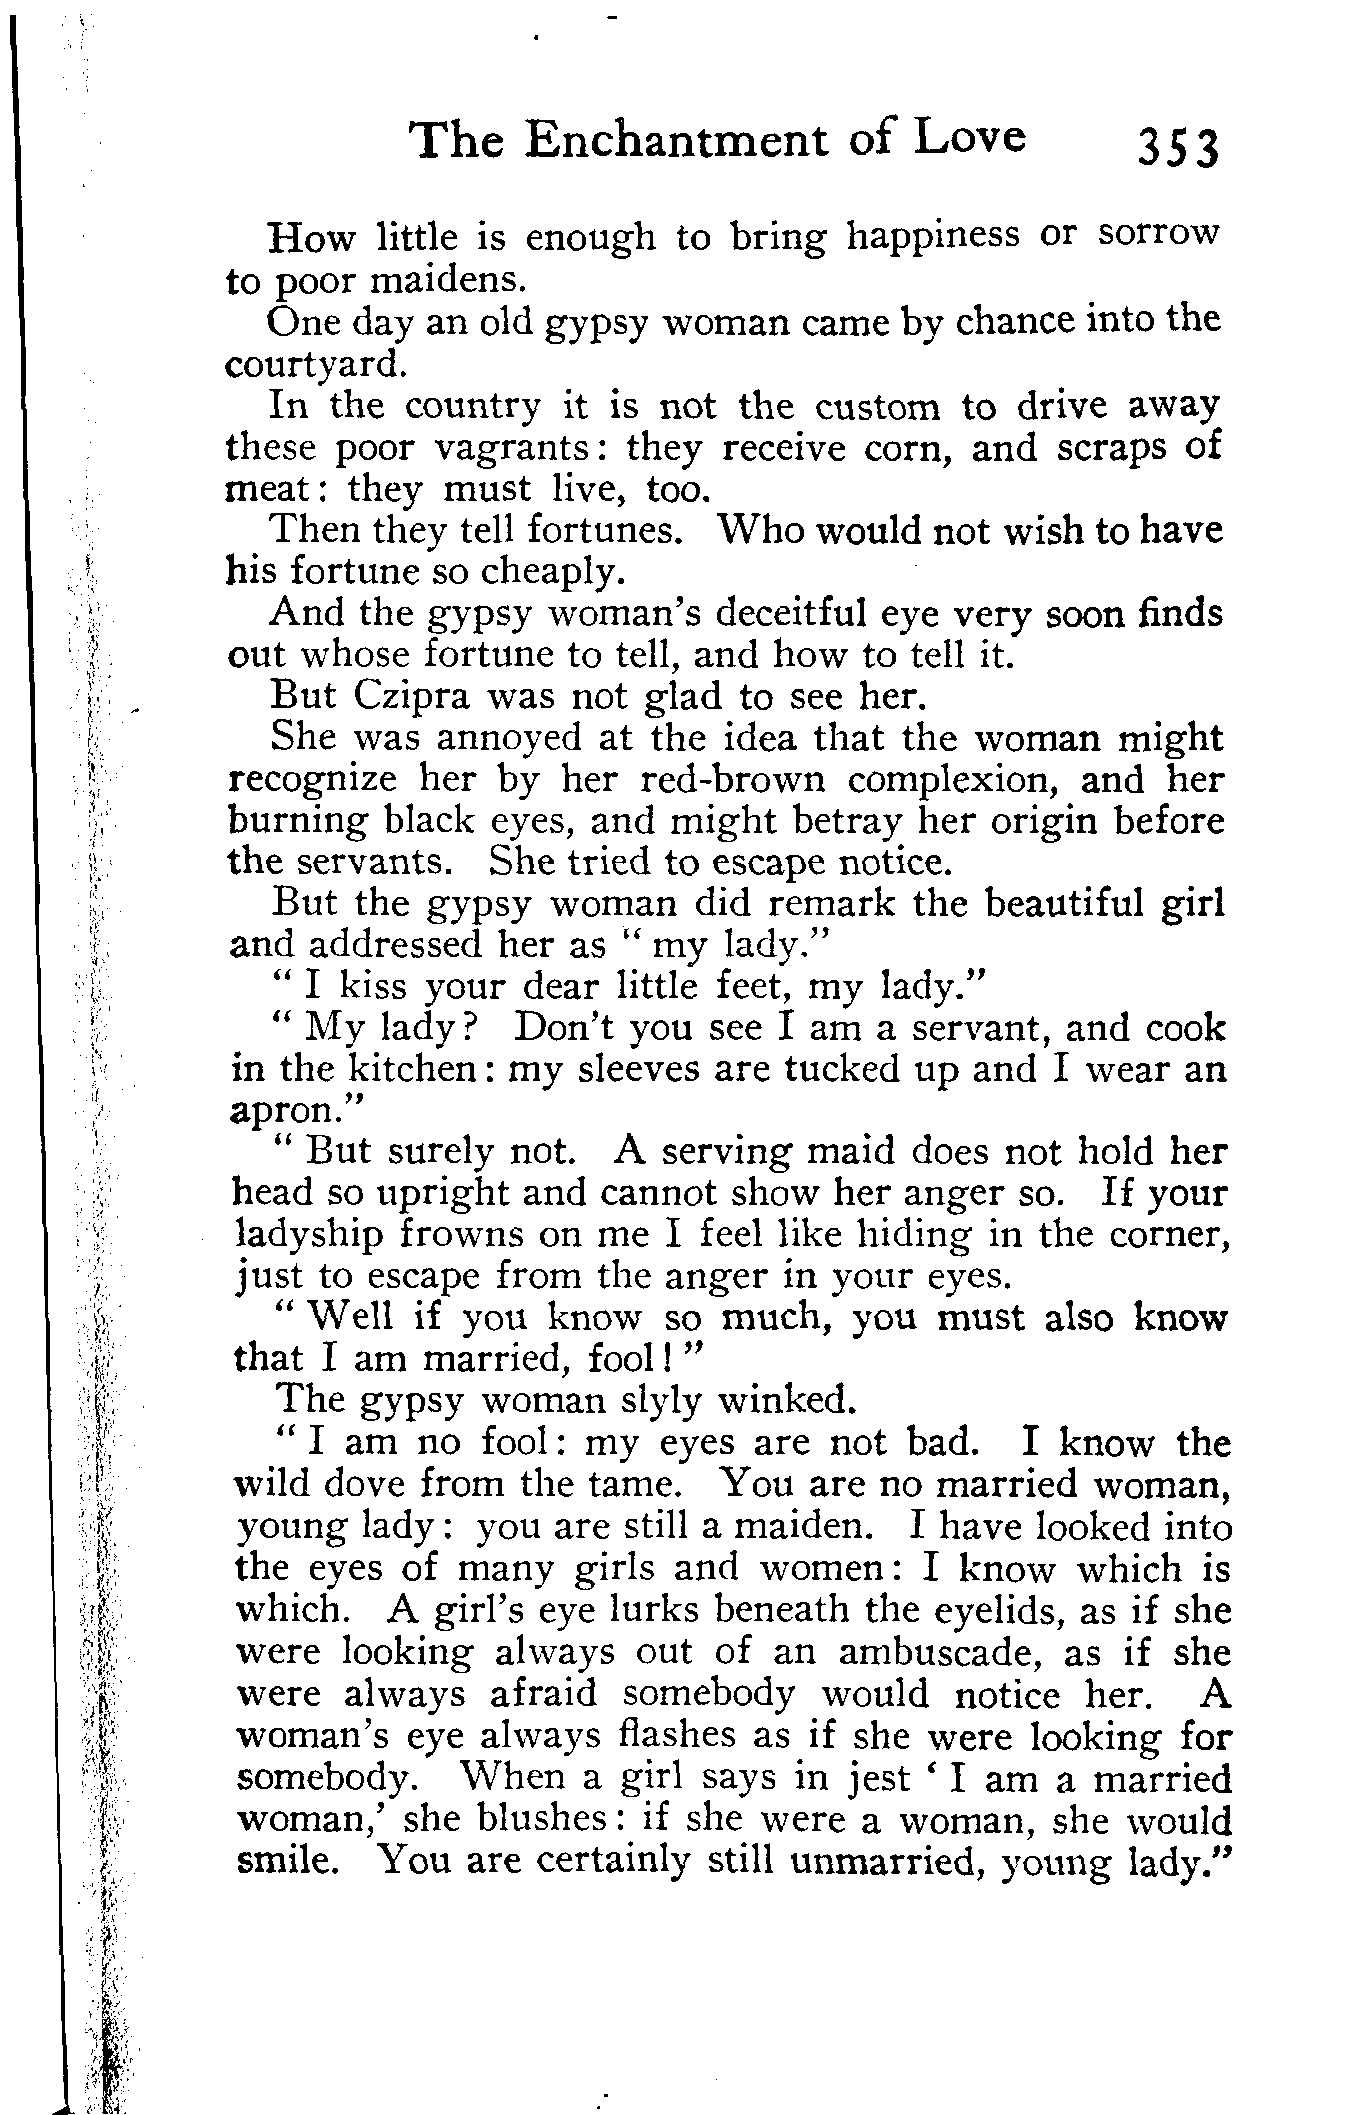 The Enchantment of Love 353
How little is enough to bring happiness or sorrow
to poor maidens.
One day an old gypsy woman came by chance into the
courtyard.
In the country it is not the custom to drive away
these poor vagrants: they receive corn, and scraps of
meat: they must live, too.
Then they tell fortunes. Who would not wish to have
his fortune so cheaply.
And the gypsy woman's deceitful eye very soon finds
out whose fortune to tell, and how to tell it.
But Czipra was not glad to see her.
She was annoyed at the idea that the woman might
recognize her by her red-brown complexion, and her
burning black eyes, and might betray her origin before
the servants. She tried to escape notice.
But the gypsy woman did remark the beautiful girl
and addressed her as "my lady."
"I kiss your dear little feet, my lady."
"My lady? Don't you see I am a servant, and cook
in the kitchen: my sleeves are tucked up and I wear an
apron."
"But surely not. A serving maid does not hold her
head so upright and cannot show her anger so. If your
ladyship frowns on me I feel like hiding in the corner,
just to escape from the anger in your eyes.
"Well if you know so much, you must also know
that I am married, fool!"
The gypsy woman slyly winked.
"I am no fool: my eyes are not bad. I know the
wild dove from the tame. You are no married woman,
young lady: you are still a maiden. I have looked into
the eyes of many girls and women: I know which is
which. A girl's eye lurks beneath the eyelids, as if she
were looking always out of an ambuscade, as if she
were always afraid somebody would notice her. A
woman's eye always flashes as if she were looking for
somebody. When a girl says in jest 'I am a married
woman,' she blushes: if she were a woman, she would
smile. You are certainly still unmarried, young lady."